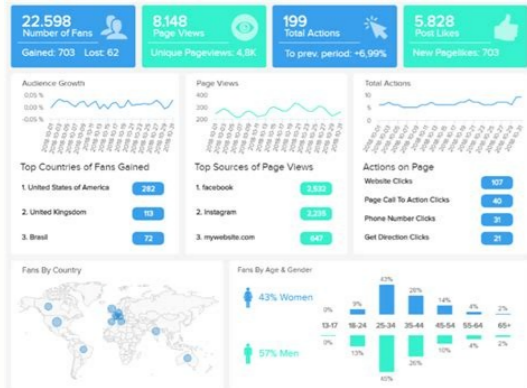 22.598
Number of Fans
Gained: 703 Lost: 62
8.148
Page Views
Unique Pageviews: 4,8K
199
Total Actions
To prev. period: +6,99%
5.828
Post Likes
New Pagelikes: 703
Audience Growth
0,05 %
0,00 %
-0,05 %
Page Views
400
300
200
Total Actions
10
5
0
Top Countries of Fans Gained
1. United States of America 282
2. United Kingdom 113
3. Brasil 72
Top Sources of Page Views
1. facebook
2. Instagram
3. mywebsite.com 647
Actions on Page
Website Clicks 107
Page Call To Action Clicks 40
Phone Number Clicks 31
Get Direction Clicks 21
Fans By Country
Fans By Age & Gender
43% Women
0% 9% 43% 28% 14% 4% 2%
13-17 18-24 25-34 35-44 45-54 55-64 65+
57% Men
0% 13% 45% 26% 10% 4% 2%